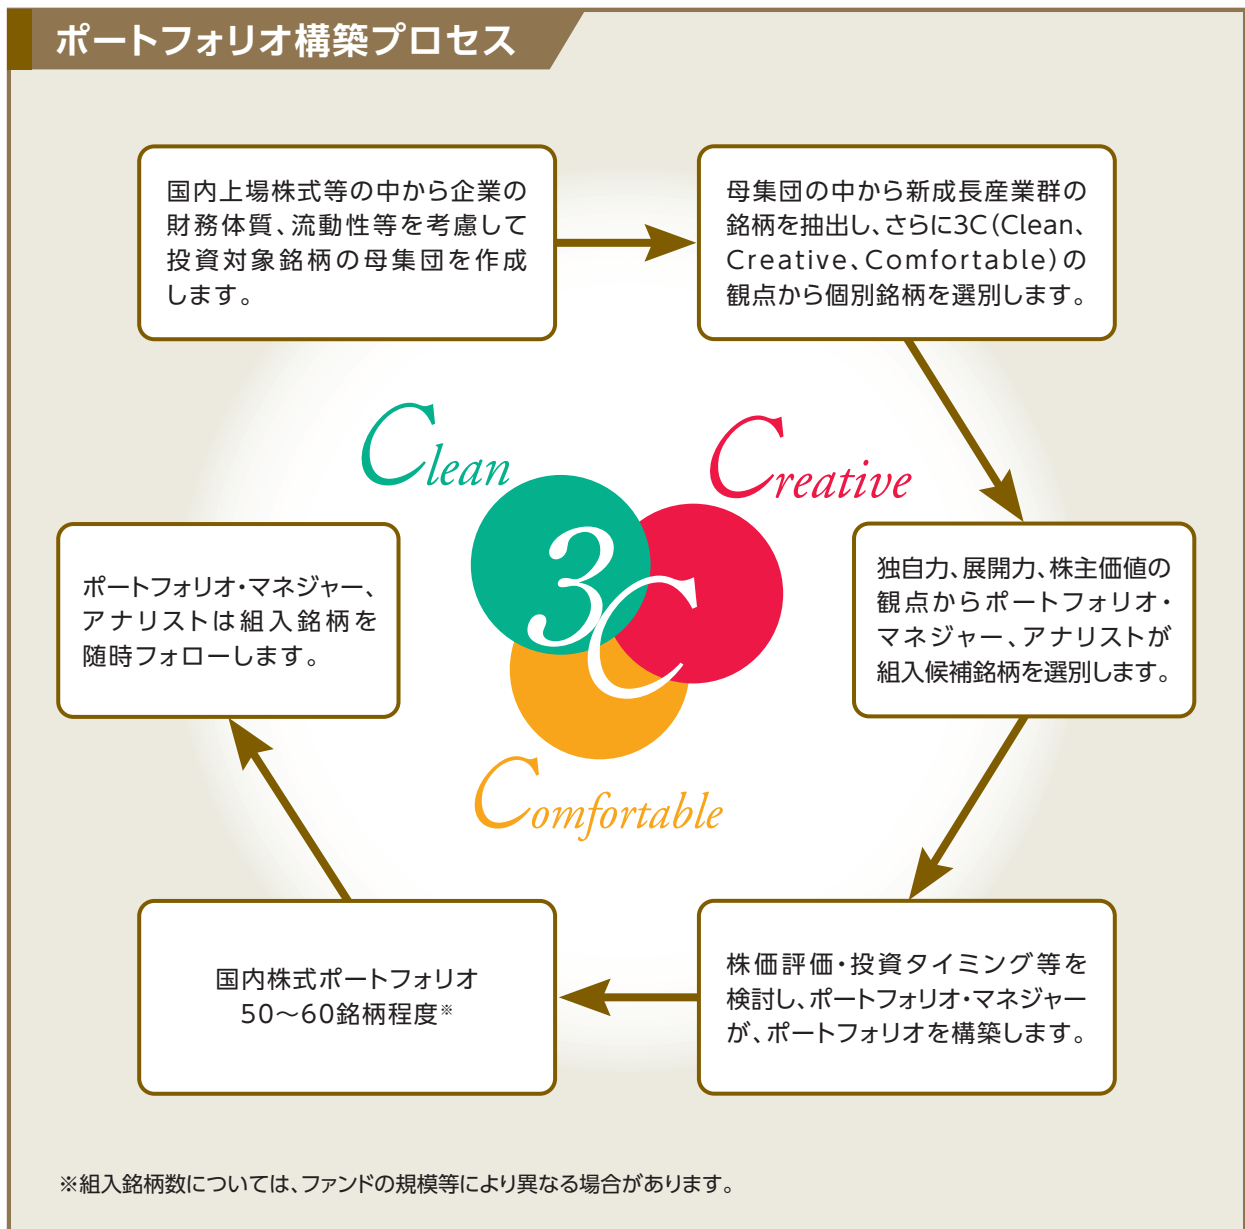 ポートフォリオ構築プロセス
国内上場株式等の中から企業の
財務体質、流動性等を考慮して
投資対象銘柄の母集団を作成
します。
母集団の中から新成長産業群の
銘柄を抽出し、さらに3C(Clean、
Creative、Comfortable)の
観点から個別銘柄を選別します。
Clean
Creative
3C
Comfortable
独自力、展開力、株主価値の
観点からポートフォリオ・
マネジャー、アナリストが
組入候補銘柄を選別します。
株価評価・投資タイミング等を
検討し、ポートフォリオ・マネジャー
が、ポートフォリオを構築します。
国内株式ポートフォリオ
50～60銘柄程度※
ポートフォリオ・マネジャー、
アナリストは組入銘柄を
随時フォローします。
※組入銘柄数については、ファンドの規模等により異なる場合があります。